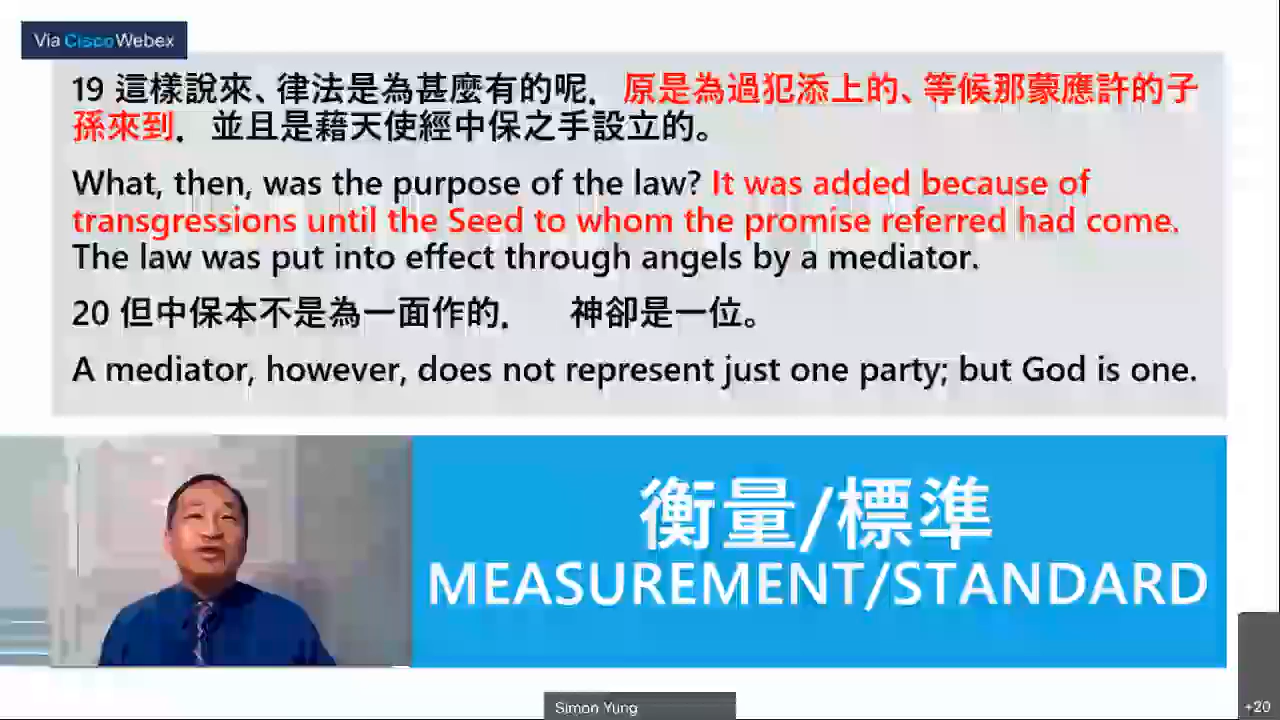 Via Cisco Webex
19 這樣說來、律法是為甚麼有的呢． 原是為過犯添上的、等候那蒙應許的子
孫來到． 並且是藉天使經中保之手設立的。
What, then, was the purpose of the law? It was added because of
transgressions until the Seed to whom the promise referred had come.
The law was put into effect through angels by a mediator.
20 但中保本不是為一面作的． 神卻是一位。
A mediator, however, does not represent just one party; but God is one.
衡量/標準
MEASUREMENT/STANDARD
Simon Yung
+20